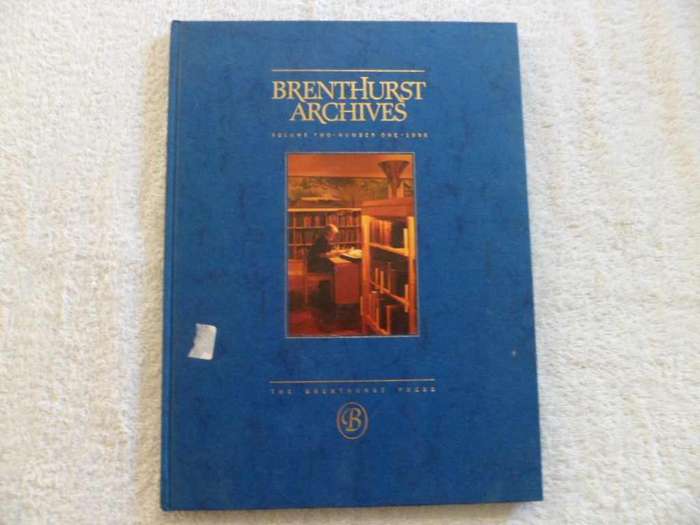 BRENTHURST
ARCHIVES
VOLUME TWO·NUMBER ONE·1995
THE BRENTHURST PRESS
B